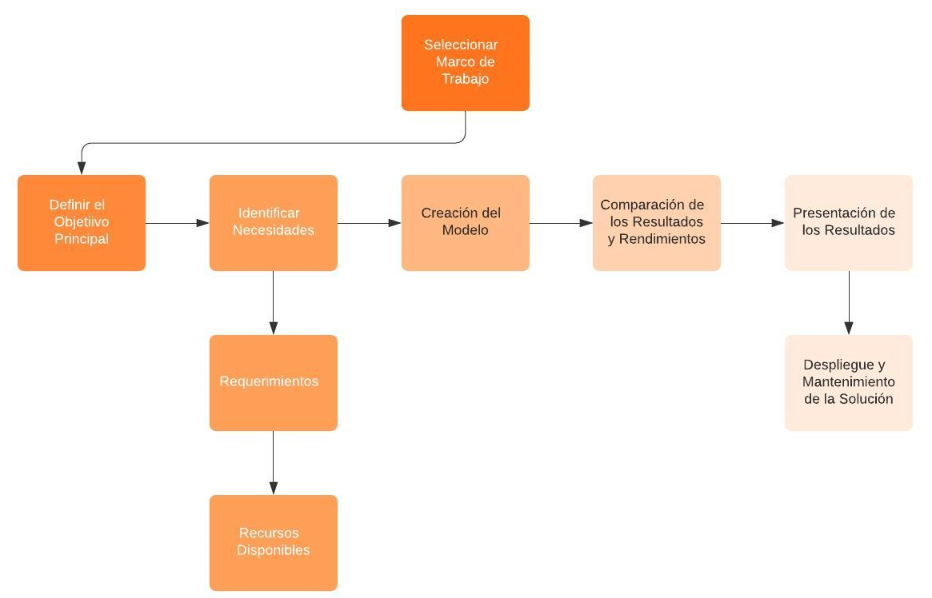 Seleccionar
Marco de
Trabajo
Definir el
Objetiivo
Principal
Identificar
Necesidades
Creación del
Modelo
Comparación de
los Resultados
y Rendimientos
Presentación de
los Resultados
Requerimientos
Despliegue y
Mantenimiento
de la Solución
Recursos
Disponibles